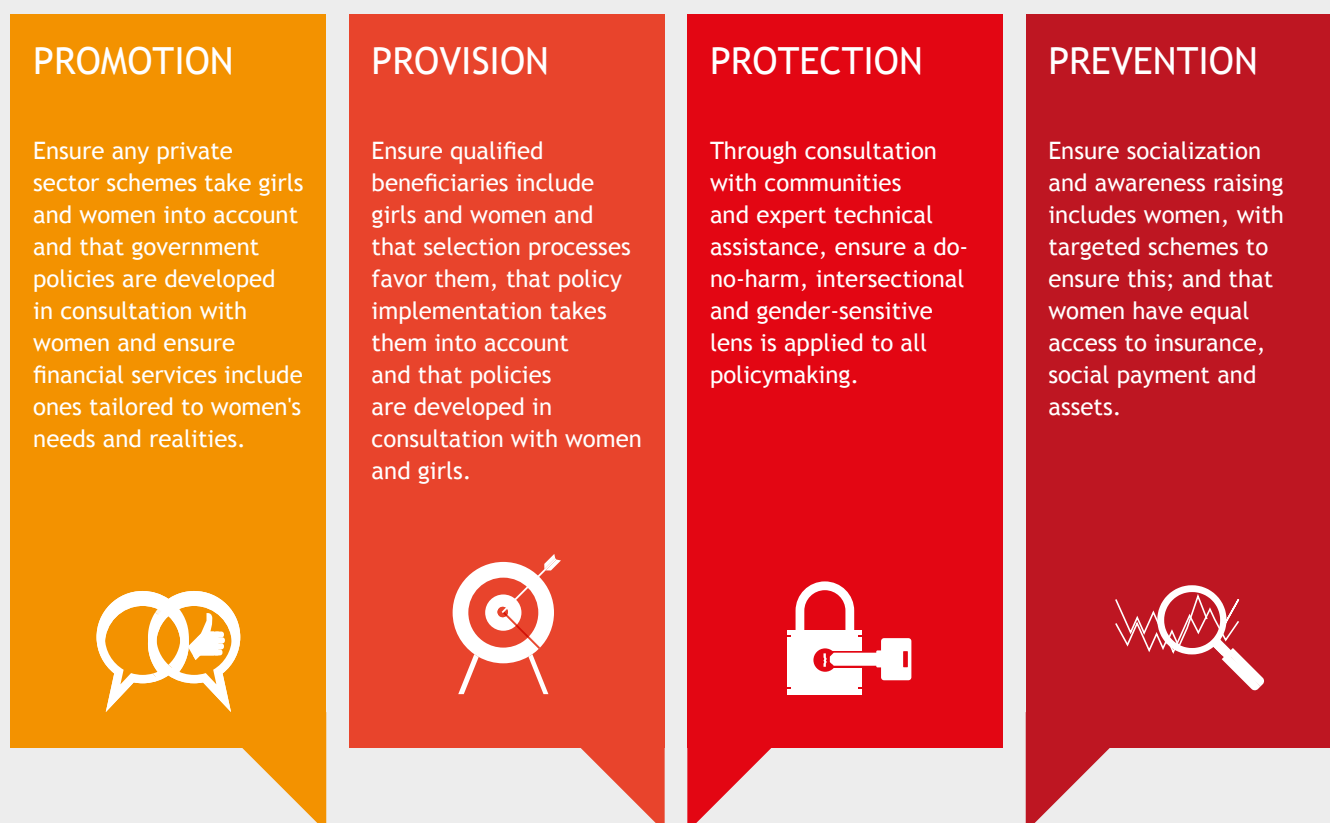 PROMOTION
Ensure any private
sector schemes take girls
and women into account
and that government
policies are developed
in consultation with
women and ensure
financial services include
ones tailored to women's
needs and realities.
PROVISION
Ensure qualified
beneficiaries include
girls and women and
that selection processes
favor them, that policy
implementation takes
them into account
and that policies
are developed in
consultation with women
and girls.
PROTECTION
Through consultation
with communities
and expert technical
assistance, ensure a do-
no-harm, intersectional
and gender-sensitive
lens is applied to all
policymaking.
PREVENTION
Ensure socialization
and awareness raising
includes women, with
targeted schemes to
ensure this; and that
women have equal
access to insurance,
social payment and
assets.